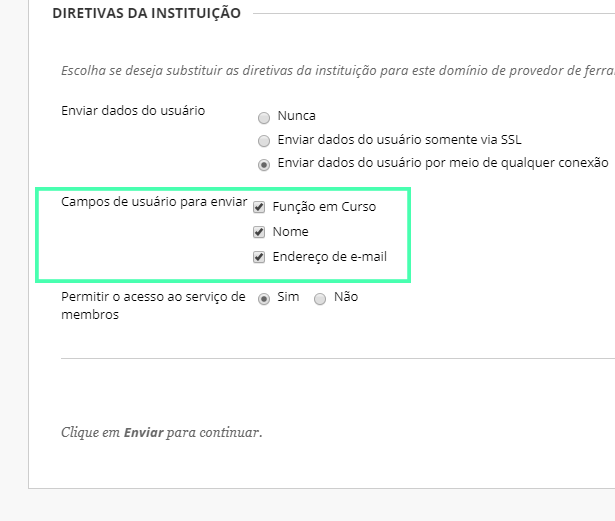 DIRETIVAS DA INSTITUIÇÃO
Escolha se deseja substituir as diretivas da instituição para este domínio de provedor de ferra
Enviar dados do usuário
Nunca
Enviar dados do usuário somente via SSL
Enviar dados do usuário por meio de qualquer conexão
Campos de usuário para enviar
Função em Curso
Nome
Endereço de e-mail
Permitir o acesso ao serviço de
membros
Sim
Não
Clique em Enviar para continuar.